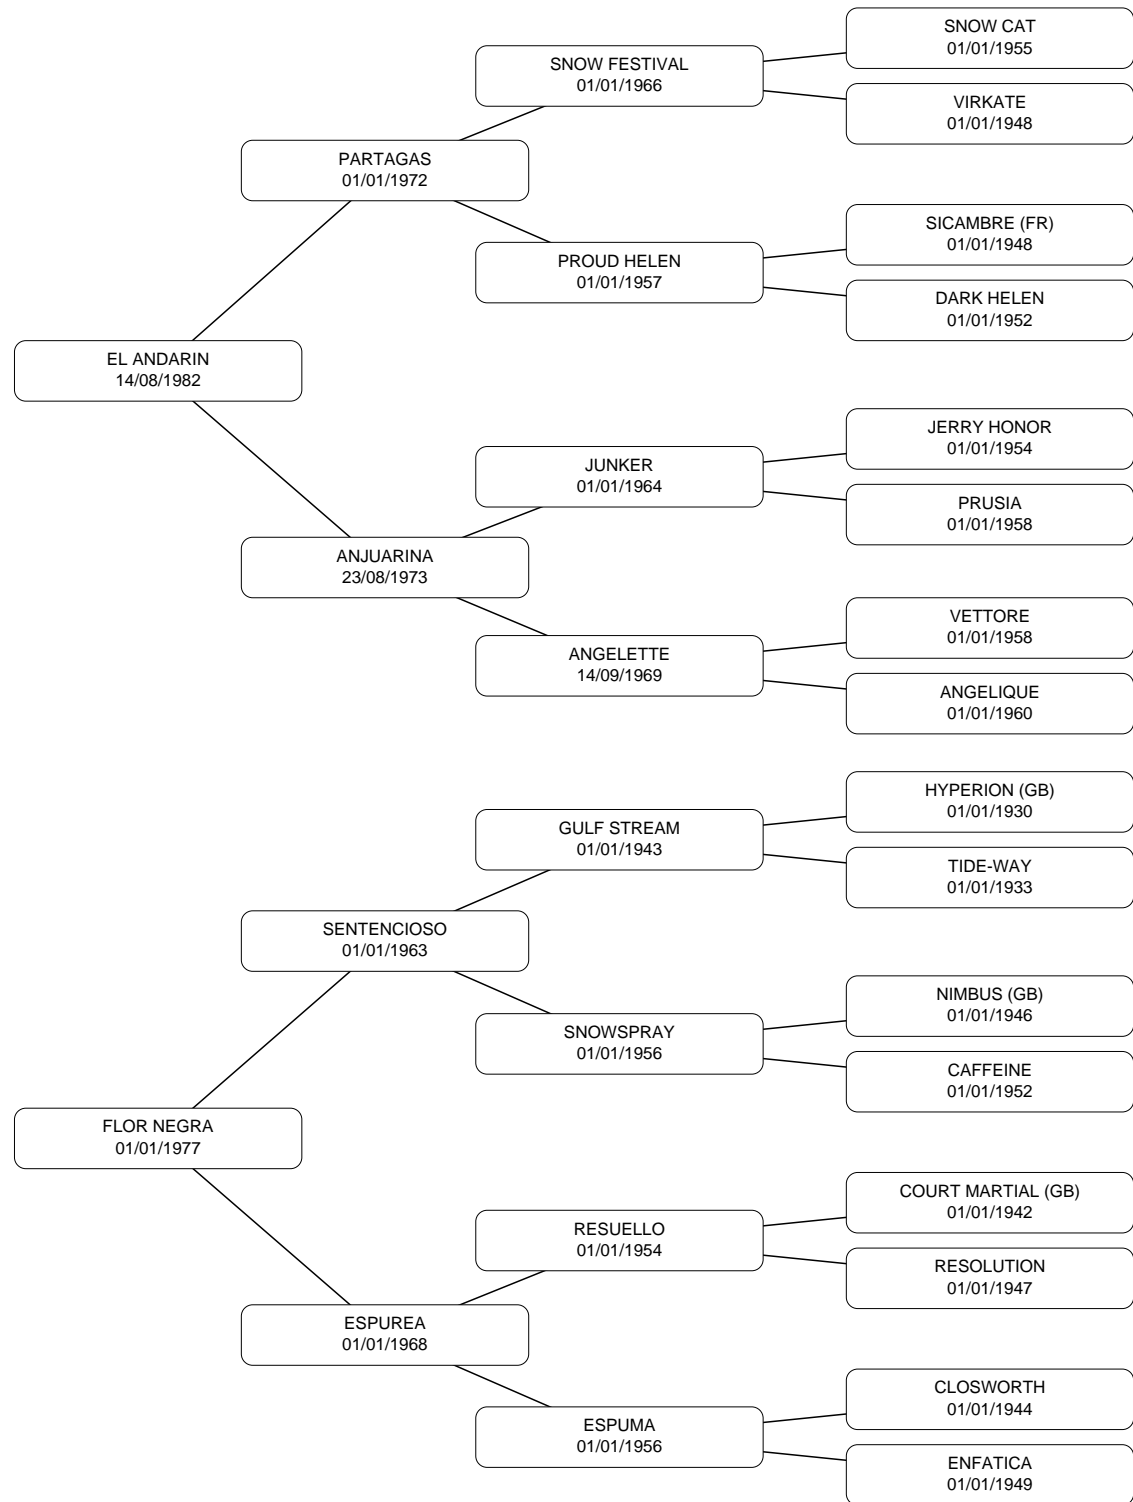 SNOW CAT
01/01/1955
SNOW FESTIVAL
01/01/1966
VIRKATE
01/01/1948
PARTAGAS
01/01/1972
SICAMBRE (FR)
01/01/1948
PROUD HELEN
01/01/1957
DARK HELEN
01/01/1952
EL ANDARIN
14/08/1982
JERRY HONOR
01/01/1954
JUNKER
01/01/1964
PRUSIA
01/01/1958
ANJUARINA
23/08/1973
VETTORE
01/01/1958
ANGELETTE
14/09/1969
ANGELIQUE
01/01/1960
HYPERION (GB)
01/01/1930
GULF STREAM
01/01/1943
TIDE-WAY
01/01/1933
SENTENCIOSO
01/01/1963
NIMBUS (GB)
01/01/1946
SNOWSPRAY
01/01/1956
CAFFEINE
01/01/1952
FLOR NEGRA
01/01/1977
COURT MARTIAL (GB)
01/01/1942
RESUELLO
01/01/1954
RESOLUTION
01/01/1947
ESPUREA
01/01/1968
CLOSWORTH
01/01/1944
ESPUMA
01/01/1956
ENFATICA
01/01/1949